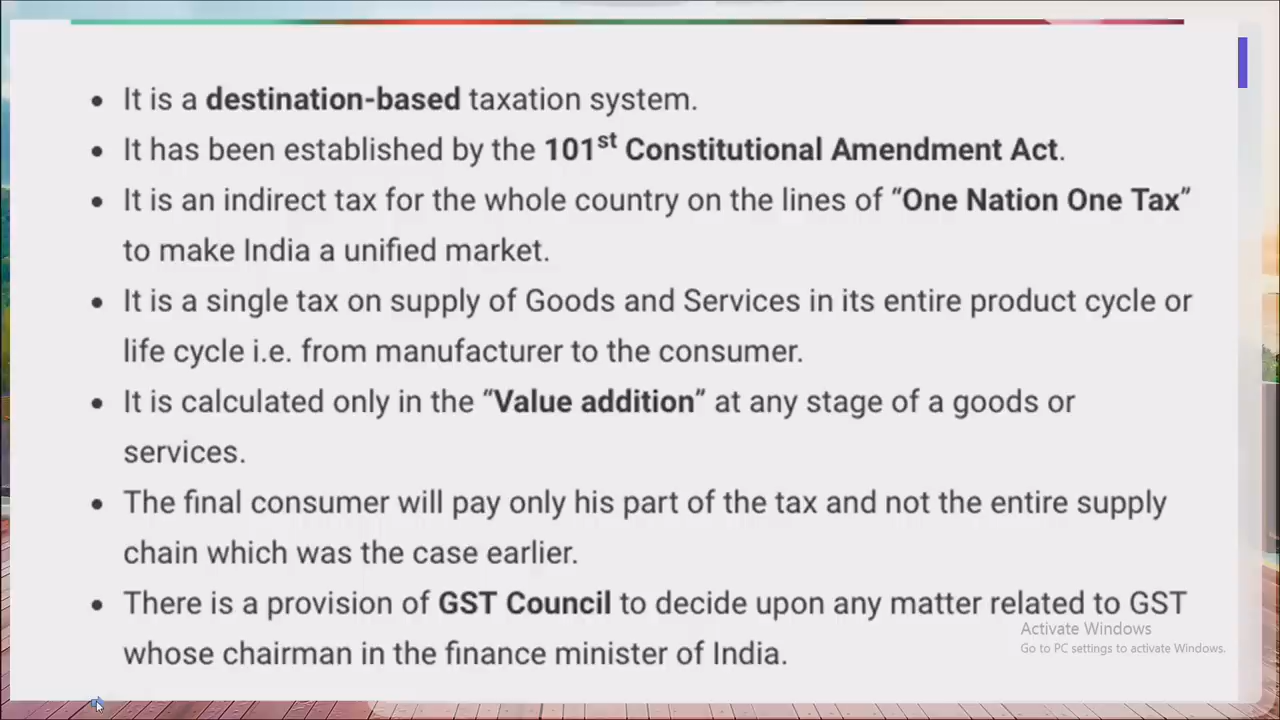 • It is a destination-based taxation system.
• It has been established by the 101st Constitutional Amendment Act.
• It is an indirect tax for the whole country on the lines of “One Nation One Tax”
to make India a unified market.
• It is a single tax on supply of Goods and Services in its entire product cycle or
life cycle i.e. from manufacturer to the consumer.
• It is calculated only in the “Value addition” at any stage of a goods or
services.
• The final consumer will pay only his part of the tax and not the entire supply
chain which was the case earlier.
• There is a provision of GST Council to decide upon any matter related to GST
whose chairman in the finance minister of India.
Activate Windows
Go to PC settings to activate Windows.